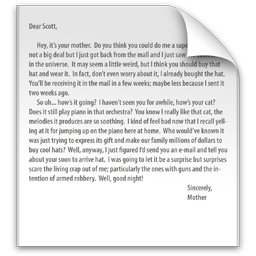 Dear Scott,
Hey, it's your mother. Do you think you could do me a supe
not a big deal but I just got back from the mall and I just saw
in the universe. It may seem a little weird, but I think you should buy that
hat and wear it. In fact, don't even worry about it, I already bought the hat.
You'll be receiving it in the mail in a few weeks; maybe less because I sent it
two weeks ago.
So uh... how's it going? I haven't seen you for awhile, how's your cat?
Does it still play piano in that orchestra? You know I really like that cat, the
melodies it produces are so soothing. I kind of feel bad now that I recall yell-
ing at it for jumping up on the piano here at home. Who would've known it
was just trying to express its gift and make our family millions of dollars to
buy cool hats? Well, anyway, I just figured I'd send you an e-mail and tell you
about your soon to arrive hat. I was going to let it be a surprise but surprises
scare the living crap out of me; particularly the ones with guns and the in-
tention of armed robbery. Well, good night!
Sincerely,
Mother